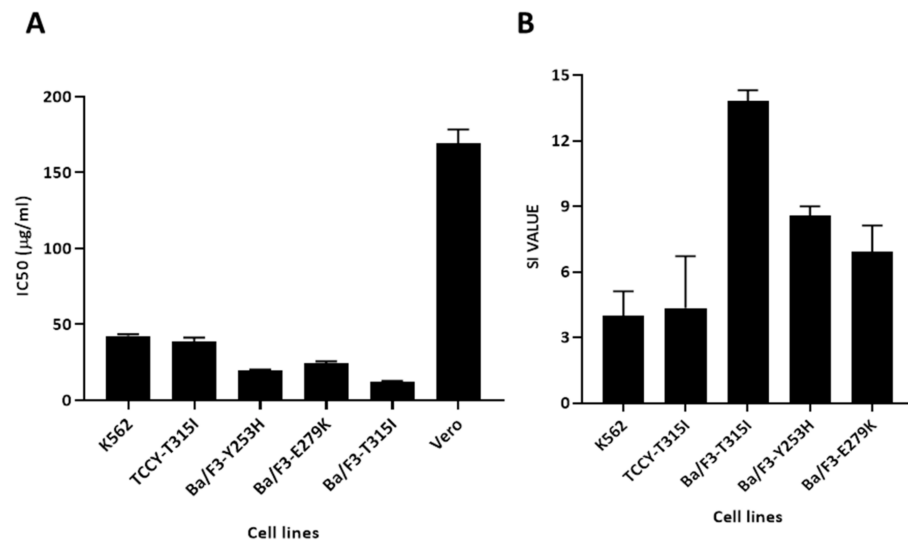 A
IC50 (µg/ml)
200
150
100
50
0
K562
TCCY-T315I
Ba/F3-Y253H
Ba/F3-E279K
Ba/F3-T315I
Vero
Cell lines
B
SI VALUE
15
12
9
6
3
0
K562
TCCY-T315I
Ba/F3-T315I
Ba/F3-Y253H
Ba/F3-E279K
Cell lines